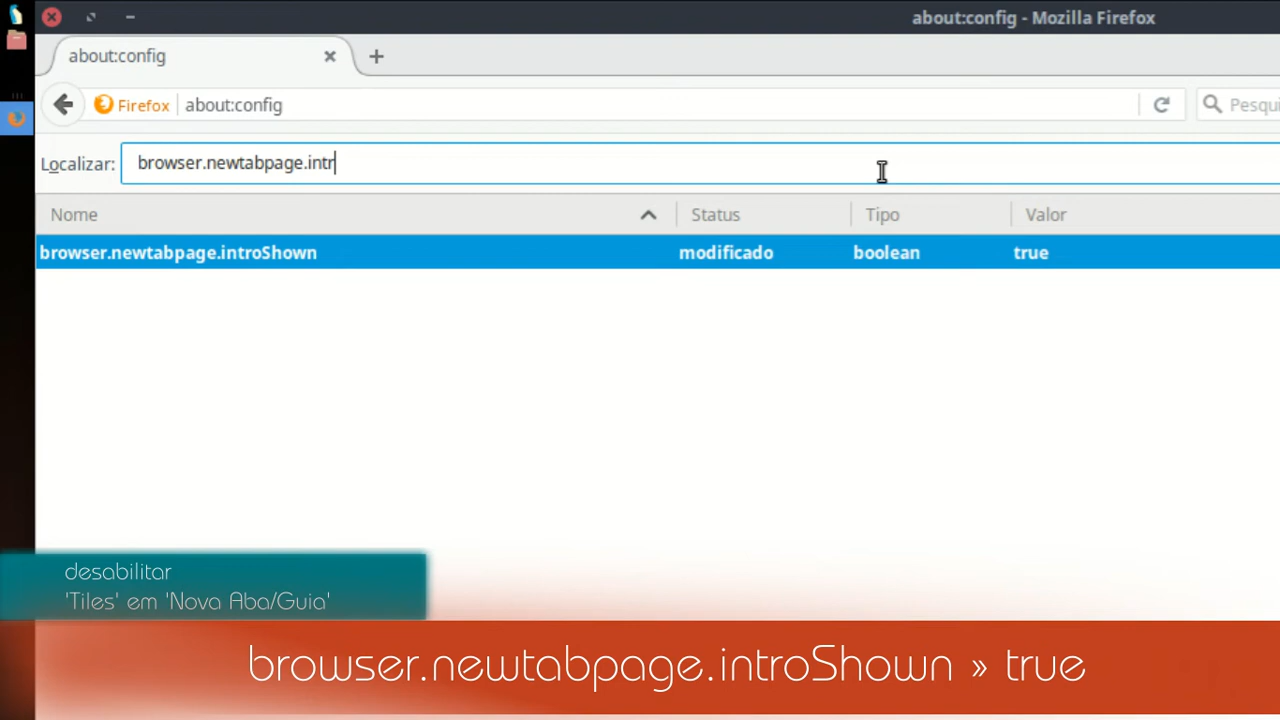 about:config - Mozilla Firefox
about:config
Firefox about:config
Pesqui
Localizar: browser.newtabpage.intr
Nome Status Tipo Valor
browser.newtabpage.introShown modificado boolean true
desabilitar
'Tiles' em 'Nova Aba/Guia'
browser.newtabpage.introShown » true